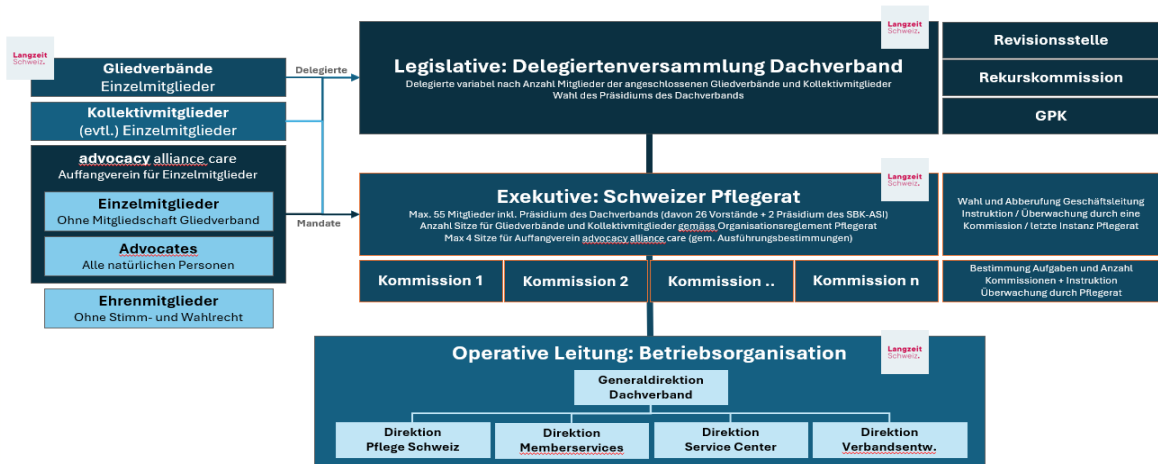 Langzeit
Schweiz.
Gliedverbände
Einzelmitglieder
Kollektivmitglieder
(evtl.) Einzelmitglieder
advocacy alliance care
Auffangverein für Einzelmitglieder
Einzelmitglieder
Ohne Mitgliedschaft Gliedverband
Advocates
Alle natürlichen Personen
Ehrenmitglieder
Ohne Stimm- und Wahlrecht
Delegierte
Mandate
Langzeit
Schweiz.
Legislative: Delegiertenversammlung Dachverband
Delegierte variabel nach Anzahl Mitglieder der angeschlossenen Gliedverbände und Kollektivmitglieder
Wahl des Präsidiums des Dachverbands
Revisionsstelle
Rekurskommission
GPK
Langzeit
Schweiz.
Exekutive: Schweizer Pflegerat
Max. 55 Mitglieder inkl. Präsidium des Dachverbands (davon 26 Vorstände + 2 Präsidium des SBK-ASI)
Anzahl Sitze für Gliedverbände und Kollektivmitglieder gemäss Organisationsreglement Pflegerat
Max 4 Sitze für Auffangverein advocacy alliance care (gem. Ausführungsbestimmungen)
Wahl und Abberufung Geschäftsleitung
Instruktion / Überwachung durch eine
Kommission / letzte Instanz Pflegerat
Kommission 1
Kommission 2
Kommission ..
Kommission n
Bestimmung Aufgaben und Anzahl
Kommissionen + Instruktion
Überwachung durch Pflegerat
Langzeit
Schweiz.
Operative Leitung: Betriebsorganisation
Generaldirektion
Dachverband
Direktion
Pflege Schweiz
Direktion
Memberservices
Direktion
Service Center
Direktion
Verbandsentw.